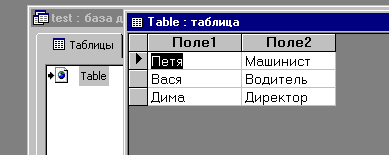 test : база д
Таблицы
Table
Table : таблица
Поле1 Поле2
Петя Машинист
Вася Водитель
Дима Директор